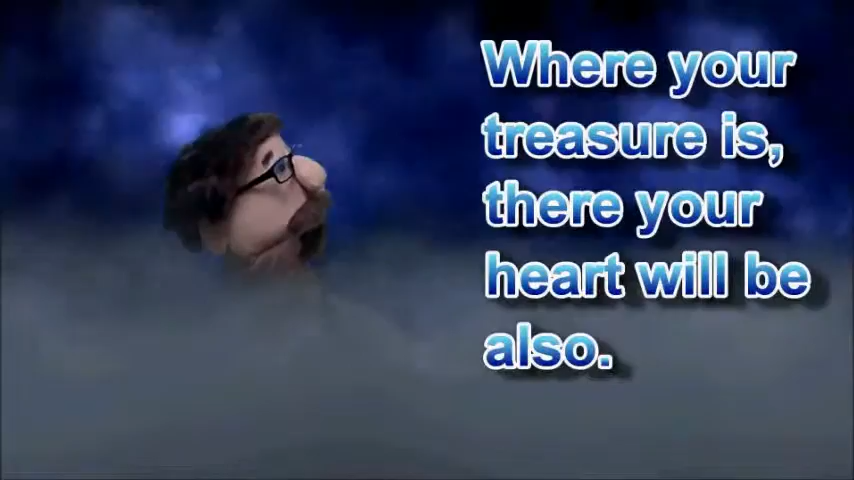 Where your
treasure is,
there your
heart will be
also.